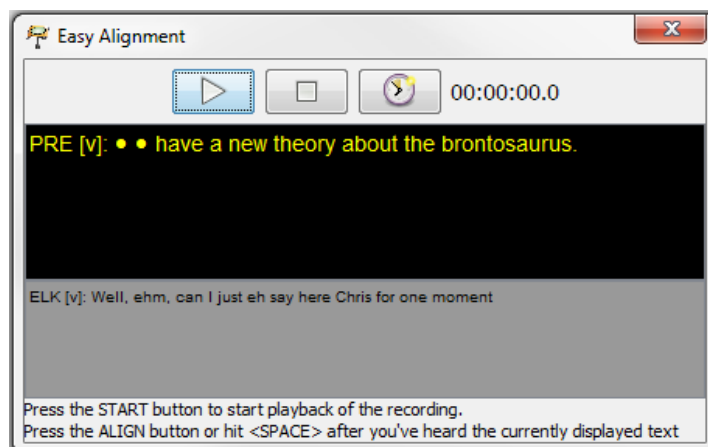 Easy Alignment
00:00:00.0
PRE [v]: • • have a new theory about the brontosaurus.
ELK [v]: Well, ehm, can I just eh say here Chris for one moment
Press the START button to start playback of the recording.
Press the ALIGN button or hit <SPACE> after you've heard the currently displayed text